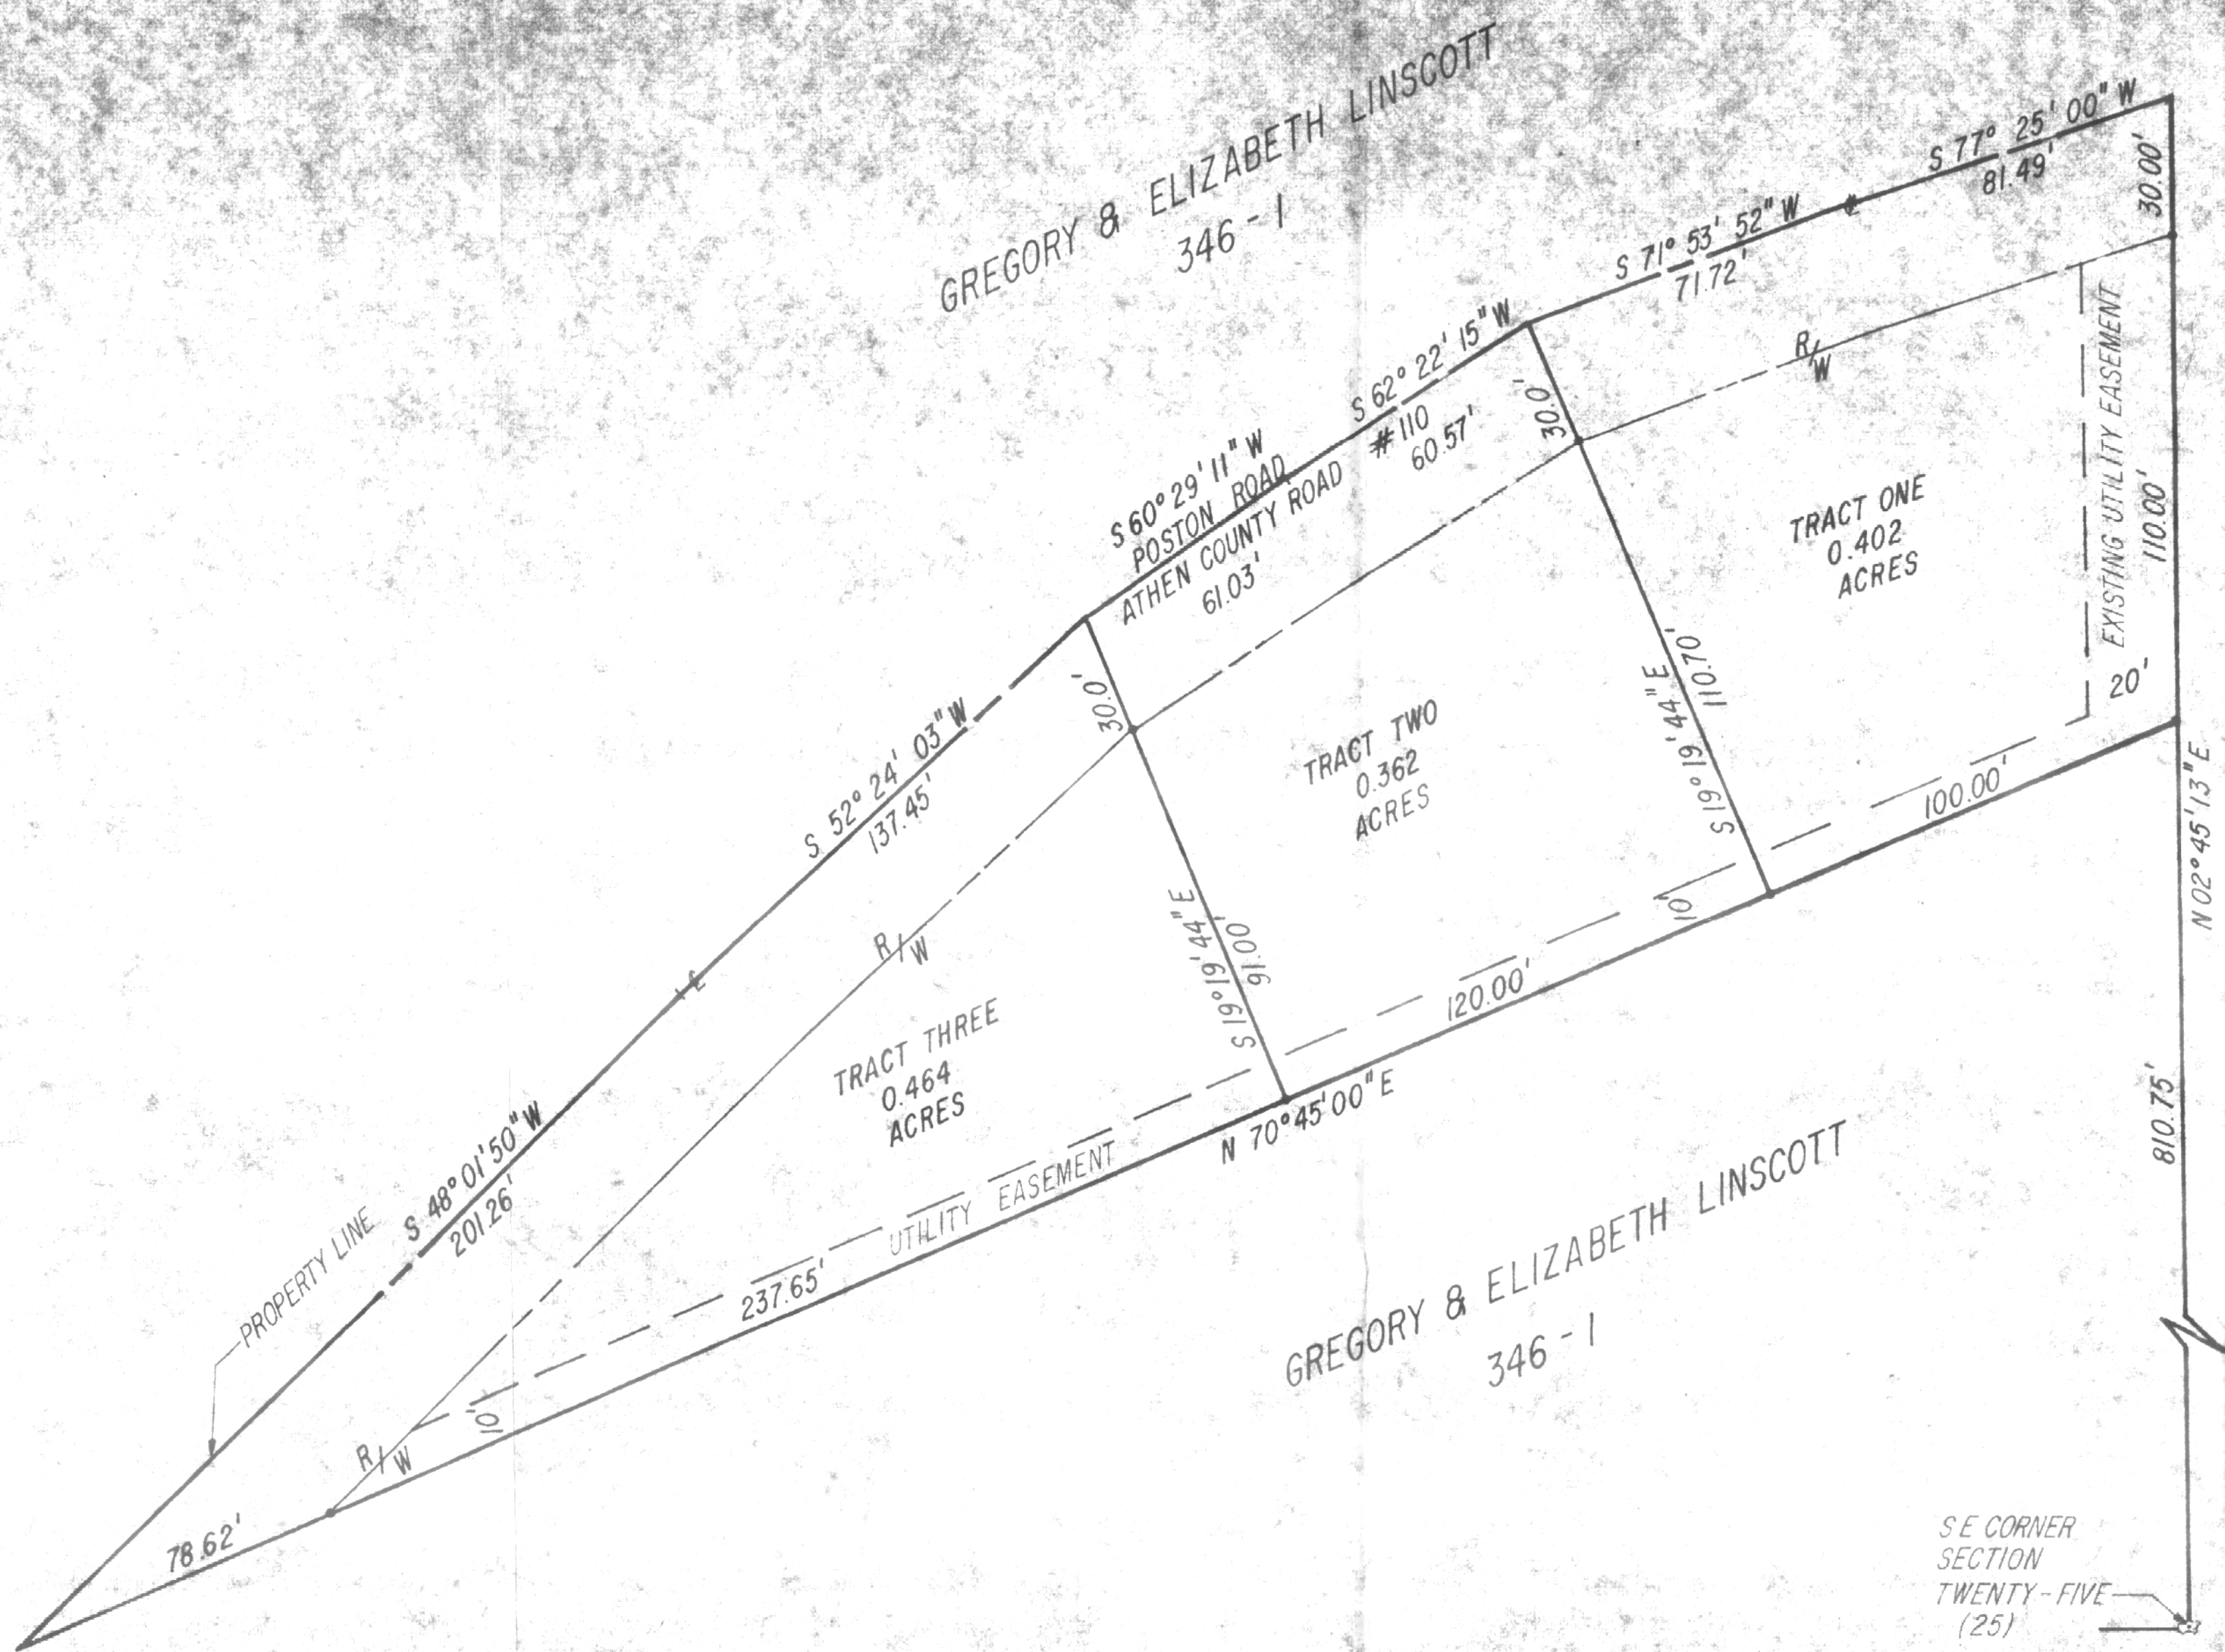 GREGORY & ELIZABETH LINSCOTT
346 - 1
S 77° 25' 00" W
81.49'
30.00'
S 71° 53' 52" W
71.72'
R/W
EXISTING UTILITY EASEMENT
110.00'
20'
TRACT ONE
0.402
ACRES
S 62° 22' 15" W
#110
60.57'
30.0'
S 60° 29' 11" W
POSTON ROAD
ATHEN COUNTY ROAD
61.03'
S 19° 19' 44" E
110.70'
100.00'
N 02° 45' 13" E
810.75'
30.0'
TRACT TWO
0.362
ACRES
S 52° 24' 03" W
137.45'
S 19° 19' 44" E
91.00'
10'
120.00'
R/W
TRACT THREE
0.464
ACRES
N 70° 45' 00" E
S 48° 01' 50" W
201.26'
PROPERTY LINE
UTILITY EASEMENT
237.65'
10'
R/W
78.62'
GREGORY & ELIZABETH LINSCOTT
346 - 1
S E CORNER
SECTION
TWENTY-FIVE
(25)